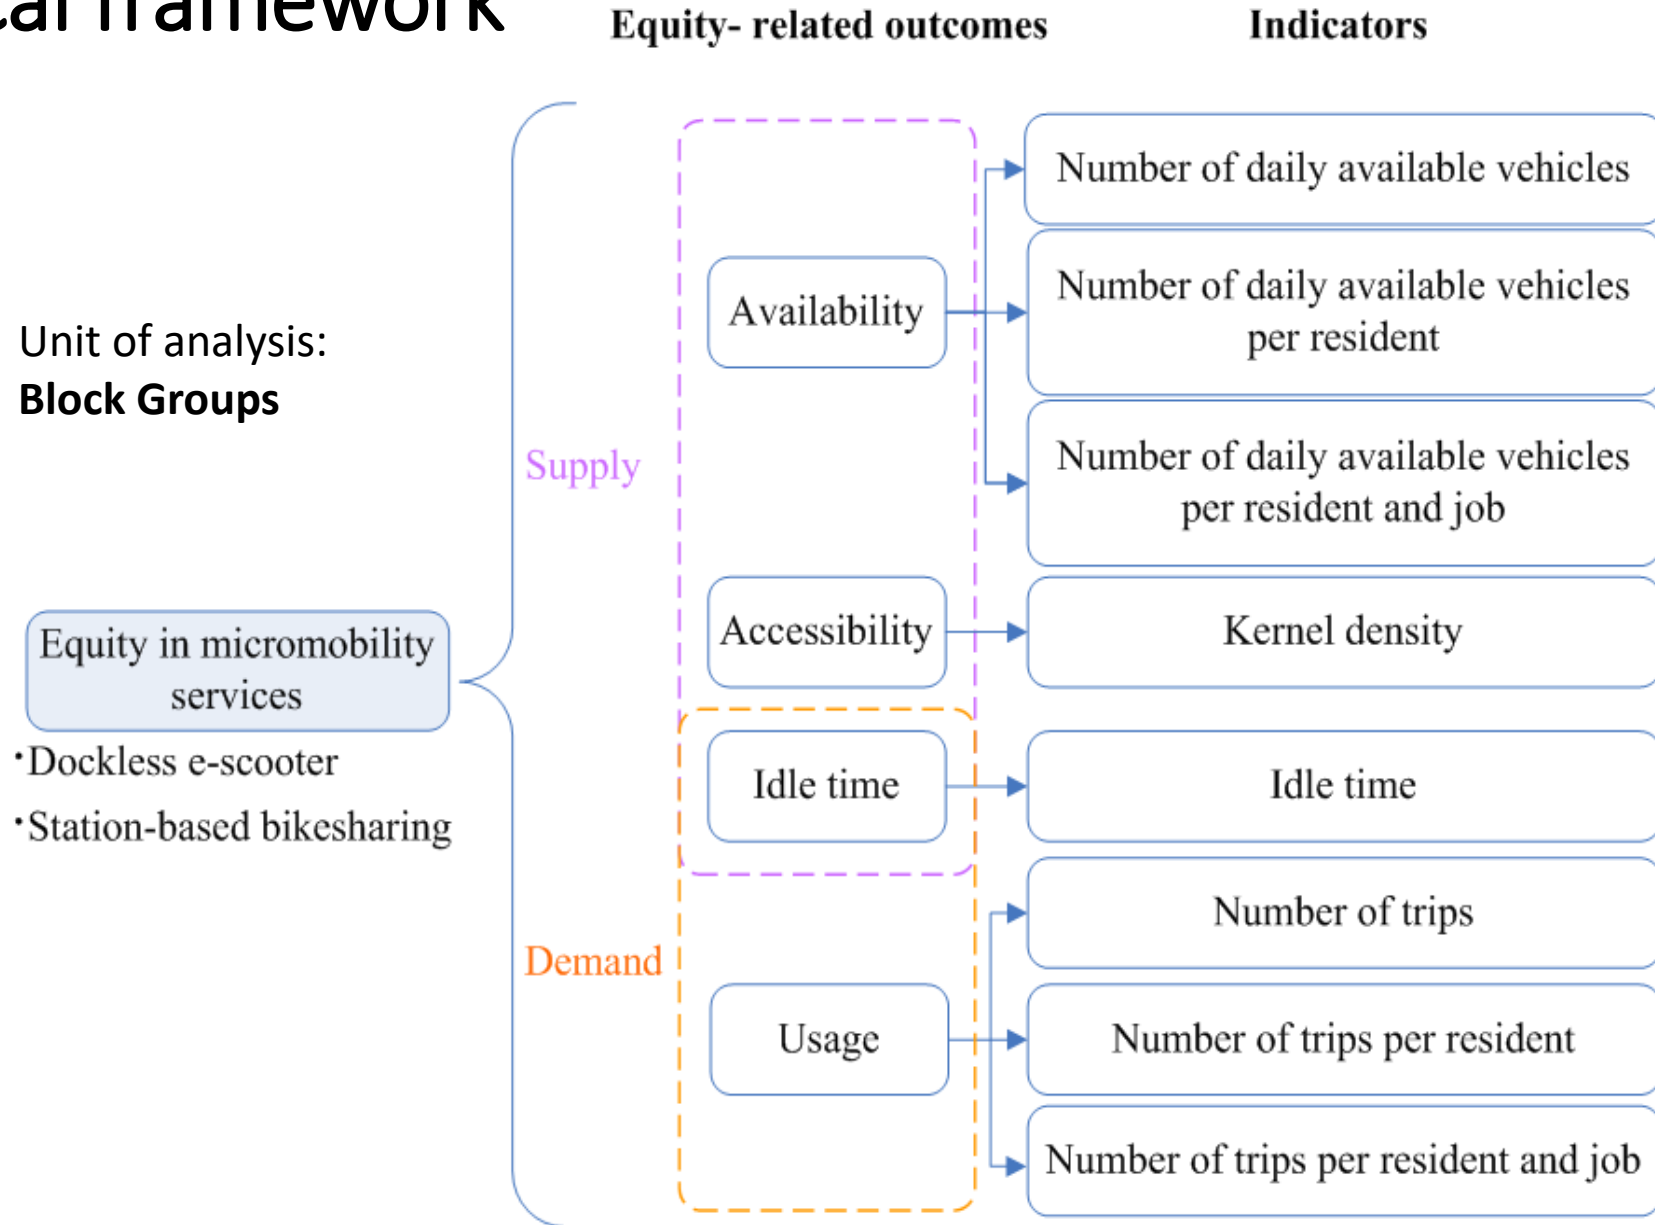 framework
Equity- related outcomes
Indicators
Unit of analysis:
Block Groups
Equity in micromobility
services
·Dockless e-scooter
·Station-based bikesharing
Supply
Demand
Availability
Number of daily available vehicles
Number of daily available vehicles
per resident
Number of daily available vehicles
per resident and job
Accessibility
Kernel density
Idle time
Idle time
Usage
Number of trips
Number of trips per resident
Number of trips per resident and job